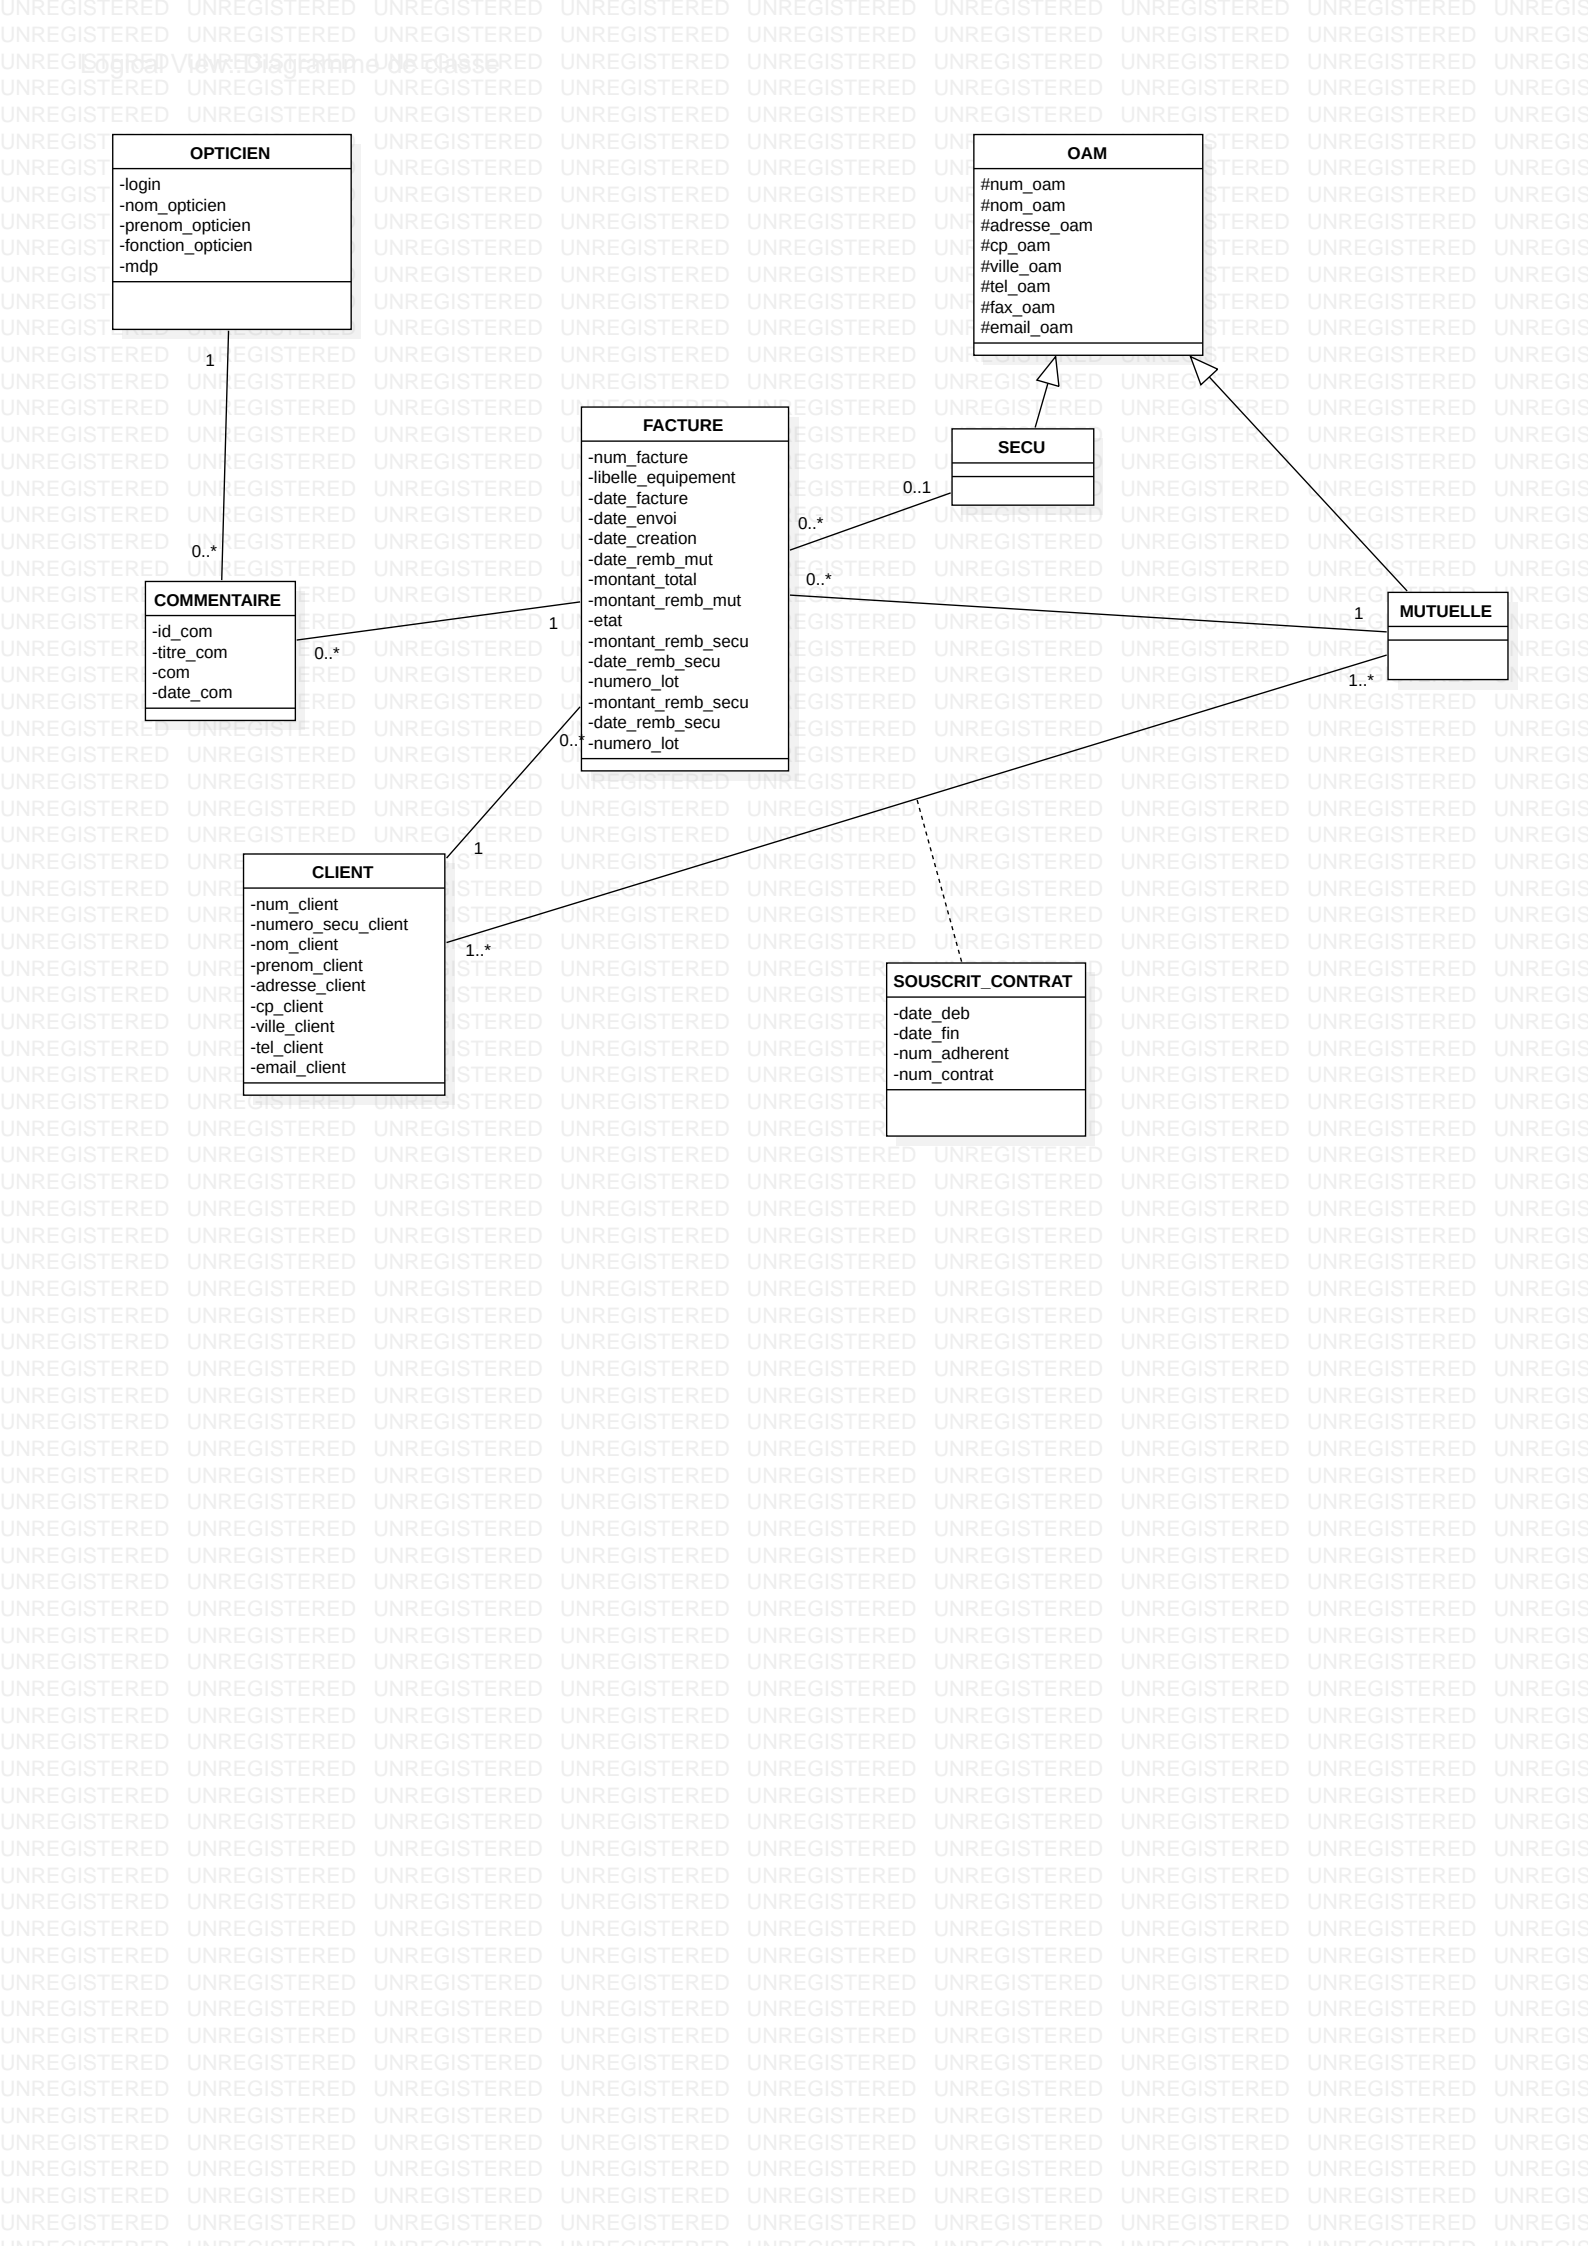 Logical View: Diagramme de classe
OPTICIEN
-login
-nom_opticien
-prenom_opticien
-fonction_opticien
-mdp
OAM
#num_oam
#nom_oam
#adresse_oam
#cp_oam
#ville_oam
#tel_oam
#fax_oam
#email_oam
1
0..*
FACTURE
-num_facture
-libelle_equipement
-date_facture
-date_envoi
-date_creation
-date_remb_mut
-montant_total
-montant_remb_mut
-etat
-montant_remb_secu
-date_remb_secu
-numero_lot
-montant_remb_secu
-date_remb_secu
-numero_lot
SECU
0..1
0..*
0..*
1
MUTUELLE
1..*
COMMENTAIRE
-id_com
-titre_com
-com
-date_com
1
0..*
0..*
1
CLIENT
-num_client
-numero_secu_client
-nom_client
-prenom_client
-adresse_client
-cp_client
-ville_client
-tel_client
-email_client
1..*
SOUSCRIT_CONTRAT
-date_deb
-date_fin
-num_adherent
-num_contrat
UNREGISTERED